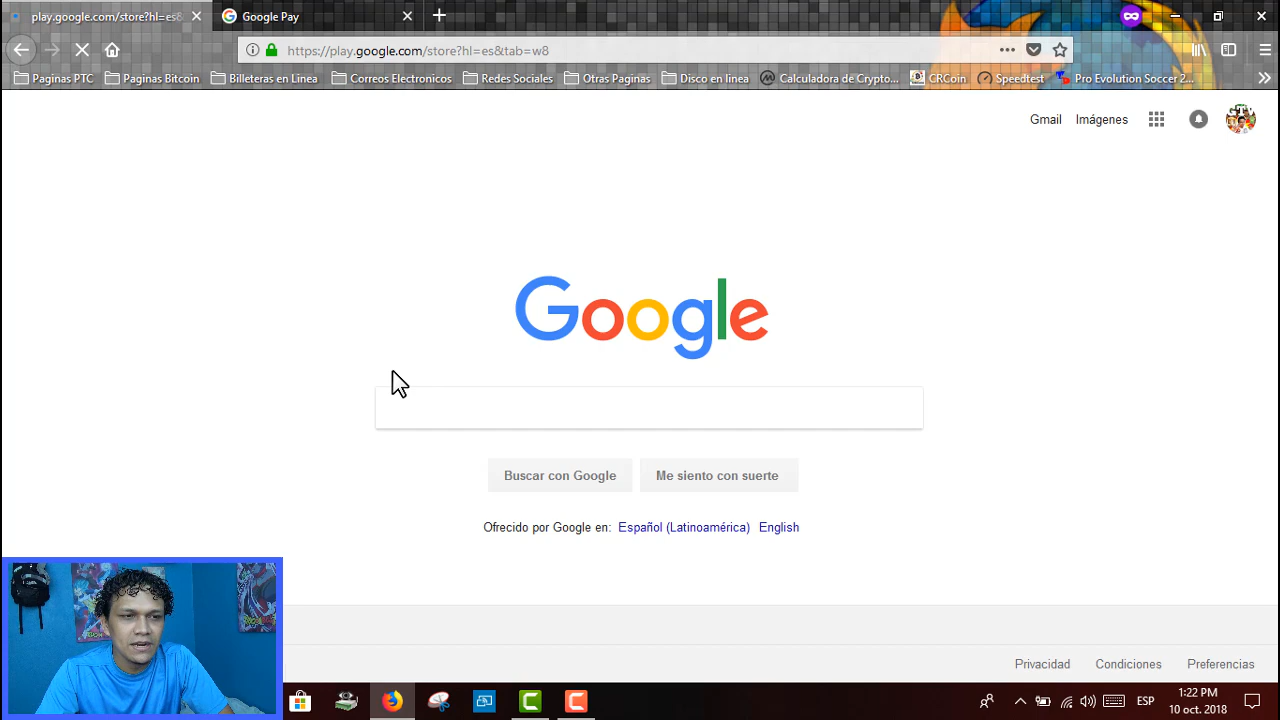 play.google.com/store?hl=es&
Google Pay
https://play.google.com/store?hl=es&tab=w8
Paginas PTC
Paginas Bitcoin
Billeteras en Linea
Correos Electronicos
Redes Sociales
Otras Paginas
Disco en linea
Calculadora de Crypto...
CRCoin
Speedtest
Pro Evolution Soccer 2...
Gmail
Imágenes
Google
Buscar con Google
Me siento con suerte
Ofrecido por Google en: Español (Latinoamérica) English
Privacidad
Condiciones
Preferencias
ESP
1:22 PM
10 oct. 2018